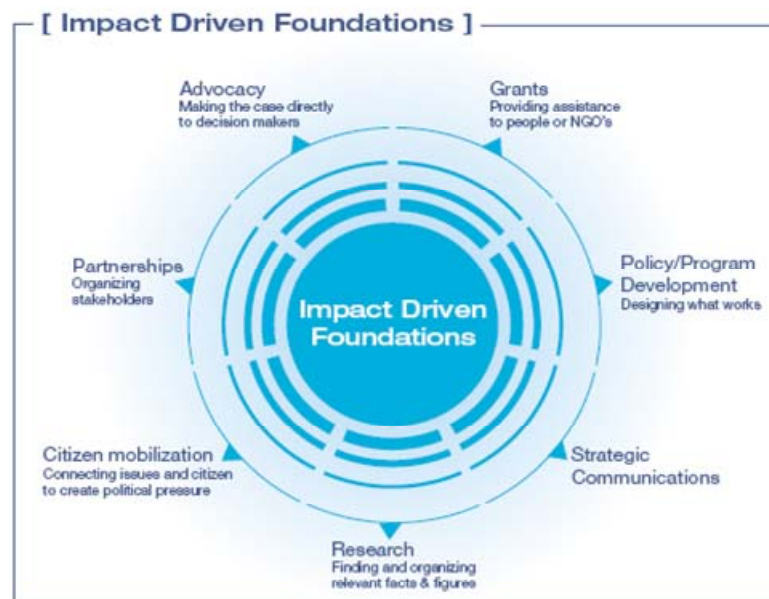 [ Impact Driven Foundations ]
Advocacy
Making the case directly
to decision makers
Grants
Providing assistance
to people or NGO's
Partnerships
Organizing
stakeholders
Impact Driven
Foundations
Policy/Program
Development
Designing what works
Citizen mobilization
Connecting issues and citizen
to create political pressure
Strategic
Communications
Research
Finding and organizing
relevant facts & figures